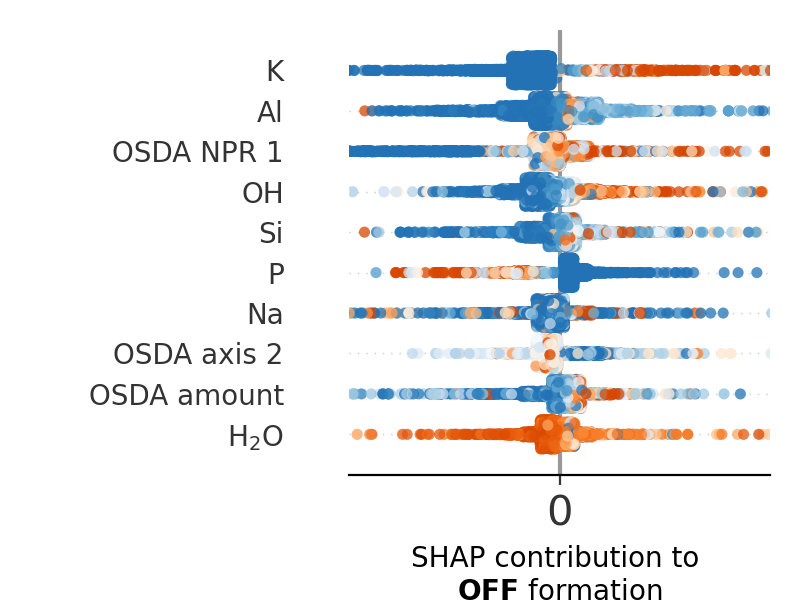 K
Al
OSDA NPR 1
OH
Si
P
Na
OSDA axis 2
OSDA amount
H₂O
0
SHAP contribution to
OFF formation